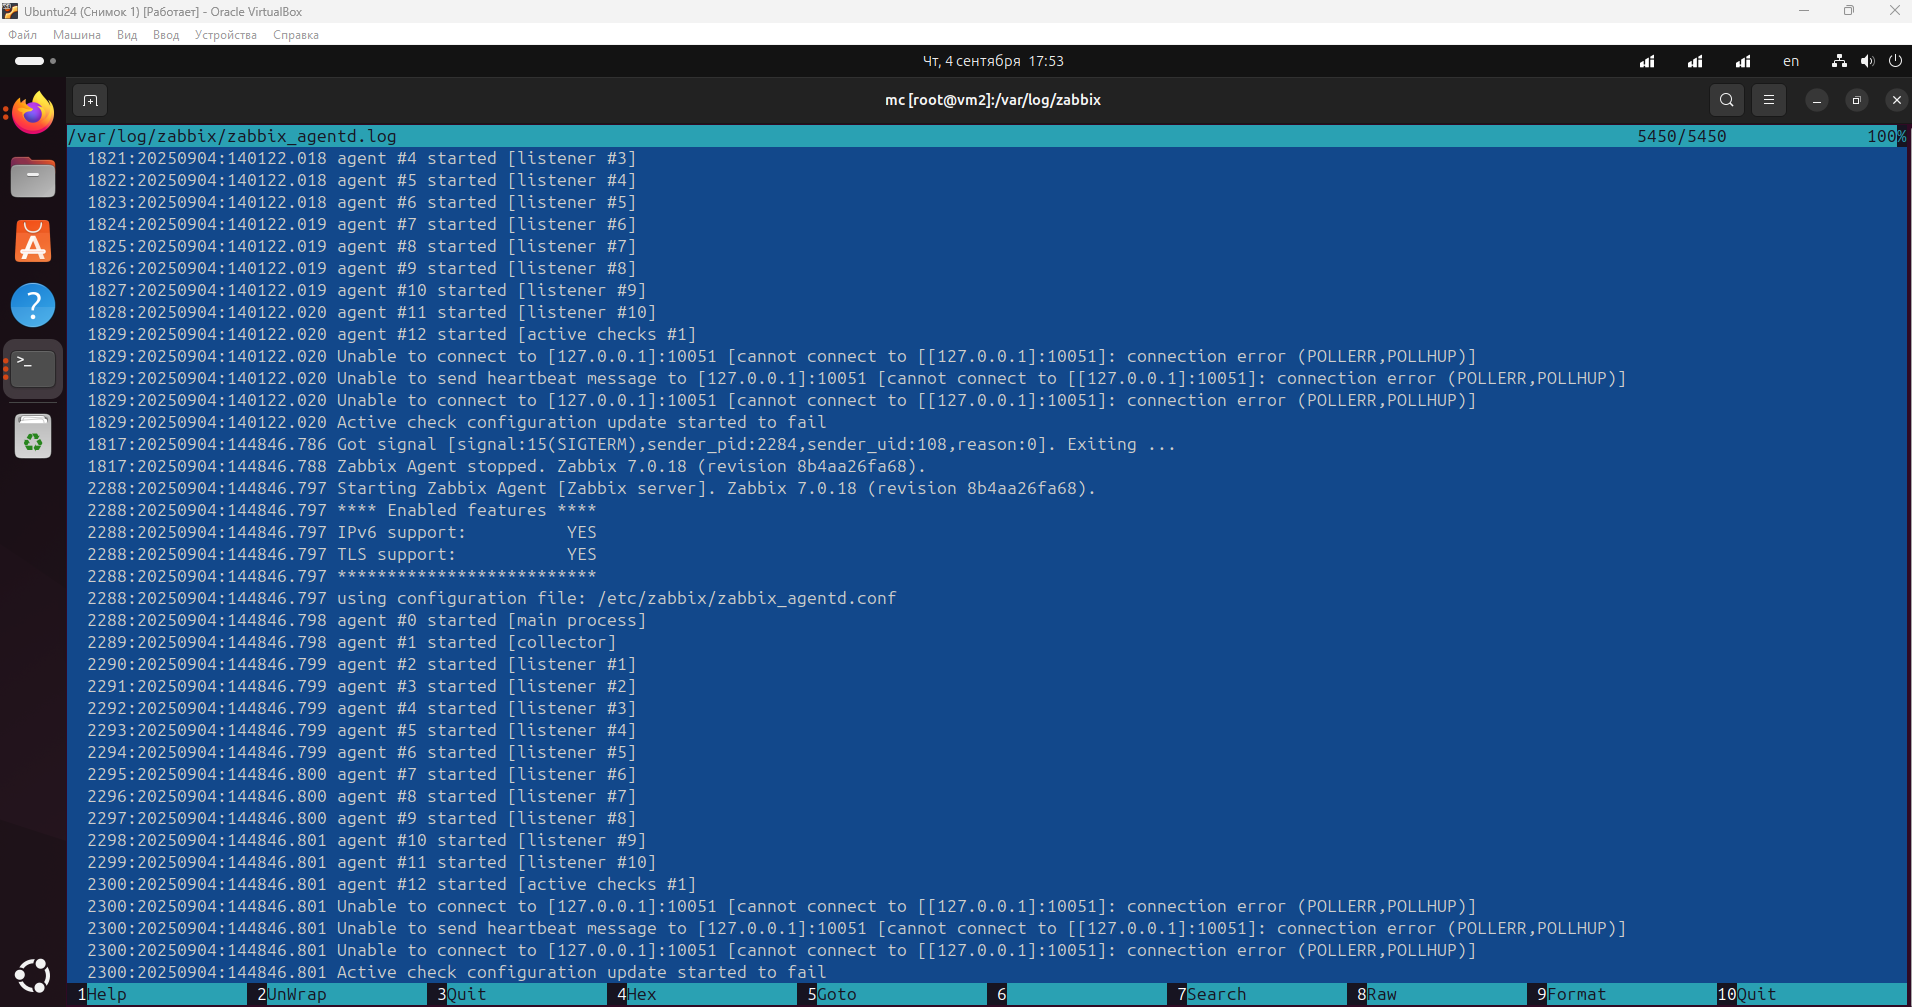 Ubuntu24 (Снимок 1) [Работает] - Oracle VirtualBox
Файл Машина Вид Ввод Устройства Справка
Чт, 4 сентября 17:53 en
mc [root@vm2]:/var/log/zabbix
/var/log/zabbix/zabbix_agentd.log 5450/5450 100%
1821:20250904:140122.018 agent #4 started [listener #3]
1822:20250904:140122.018 agent #5 started [listener #4]
1823:20250904:140122.018 agent #6 started [listener #5]
1824:20250904:140122.019 agent #7 started [listener #6]
1825:20250904:140122.019 agent #8 started [listener #7]
1826:20250904:140122.019 agent #9 started [listener #8]
1827:20250904:140122.019 agent #10 started [listener #9]
1828:20250904:140122.020 agent #11 started [listener #10]
1829:20250904:140122.020 agent #12 started [active checks #1]
1829:20250904:140122.020 Unable to connect to [127.0.0.1]:10051 [cannot connect to [[127.0.0.1]:10051]: connection error (POLLERR,POLLHUP)]
1829:20250904:140122.020 Unable to send heartbeat message to [127.0.0.1]:10051 [cannot connect to [[127.0.0.1]:10051]: connection error (POLLERR,POLLHUP)]
1829:20250904:140122.020 Unable to connect to [127.0.0.1]:10051 [cannot connect to [[127.0.0.1]:10051]: connection error (POLLERR,POLLHUP)]
1829:20250904:140122.020 Active check configuration update started to fail
1817:20250904:144846.786 Got signal [signal:15(SIGTERM),sender_pid:2284,sender_uid:108,reason:0]. Exiting ...
1817:20250904:144846.788 Zabbix Agent stopped. Zabbix 7.0.18 (revision 8b4aa26fa68).
2288:20250904:144846.797 Starting Zabbix Agent [Zabbix server]. Zabbix 7.0.18 (revision 8b4aa26fa68).
2288:20250904:144846.797 **** Enabled features ****
2288:20250904:144846.797 IPv6 support: YES
2288:20250904:144846.797 TLS support: YES
2288:20250904:144846.797 **************************
2288:20250904:144846.797 using configuration file: /etc/zabbix/zabbix_agentd.conf
2288:20250904:144846.798 agent #0 started [main process]
2289:20250904:144846.798 agent #1 started [collector]
2290:20250904:144846.799 agent #2 started [listener #1]
2291:20250904:144846.799 agent #3 started [listener #2]
2292:20250904:144846.799 agent #4 started [listener #3]
2293:20250904:144846.799 agent #5 started [listener #4]
2294:20250904:144846.799 agent #6 started [listener #5]
2295:20250904:144846.800 agent #7 started [listener #6]
2296:20250904:144846.800 agent #8 started [listener #7]
2297:20250904:144846.800 agent #9 started [listener #8]
2298:20250904:144846.801 agent #10 started [listener #9]
2299:20250904:144846.801 agent #11 started [listener #10]
2300:20250904:144846.801 agent #12 started [active checks #1]
2300:20250904:144846.801 Unable to connect to [127.0.0.1]:10051 [cannot connect to [[127.0.0.1]:10051]: connection error (POLLERR,POLLHUP)]
2300:20250904:144846.801 Unable to send heartbeat message to [127.0.0.1]:10051 [cannot connect to [[127.0.0.1]:10051]: connection error (POLLERR,POLLHUP)]
2300:20250904:144846.801 Unable to connect to [127.0.0.1]:10051 [cannot connect to [[127.0.0.1]:10051]: connection error (POLLERR,POLLHUP)]
2300:20250904:144846.801 Active check configuration update started to fail
1Help 2UnWrap 3Quit 4Hex 5Goto 6 7Search 8Raw 9Format 10Quit